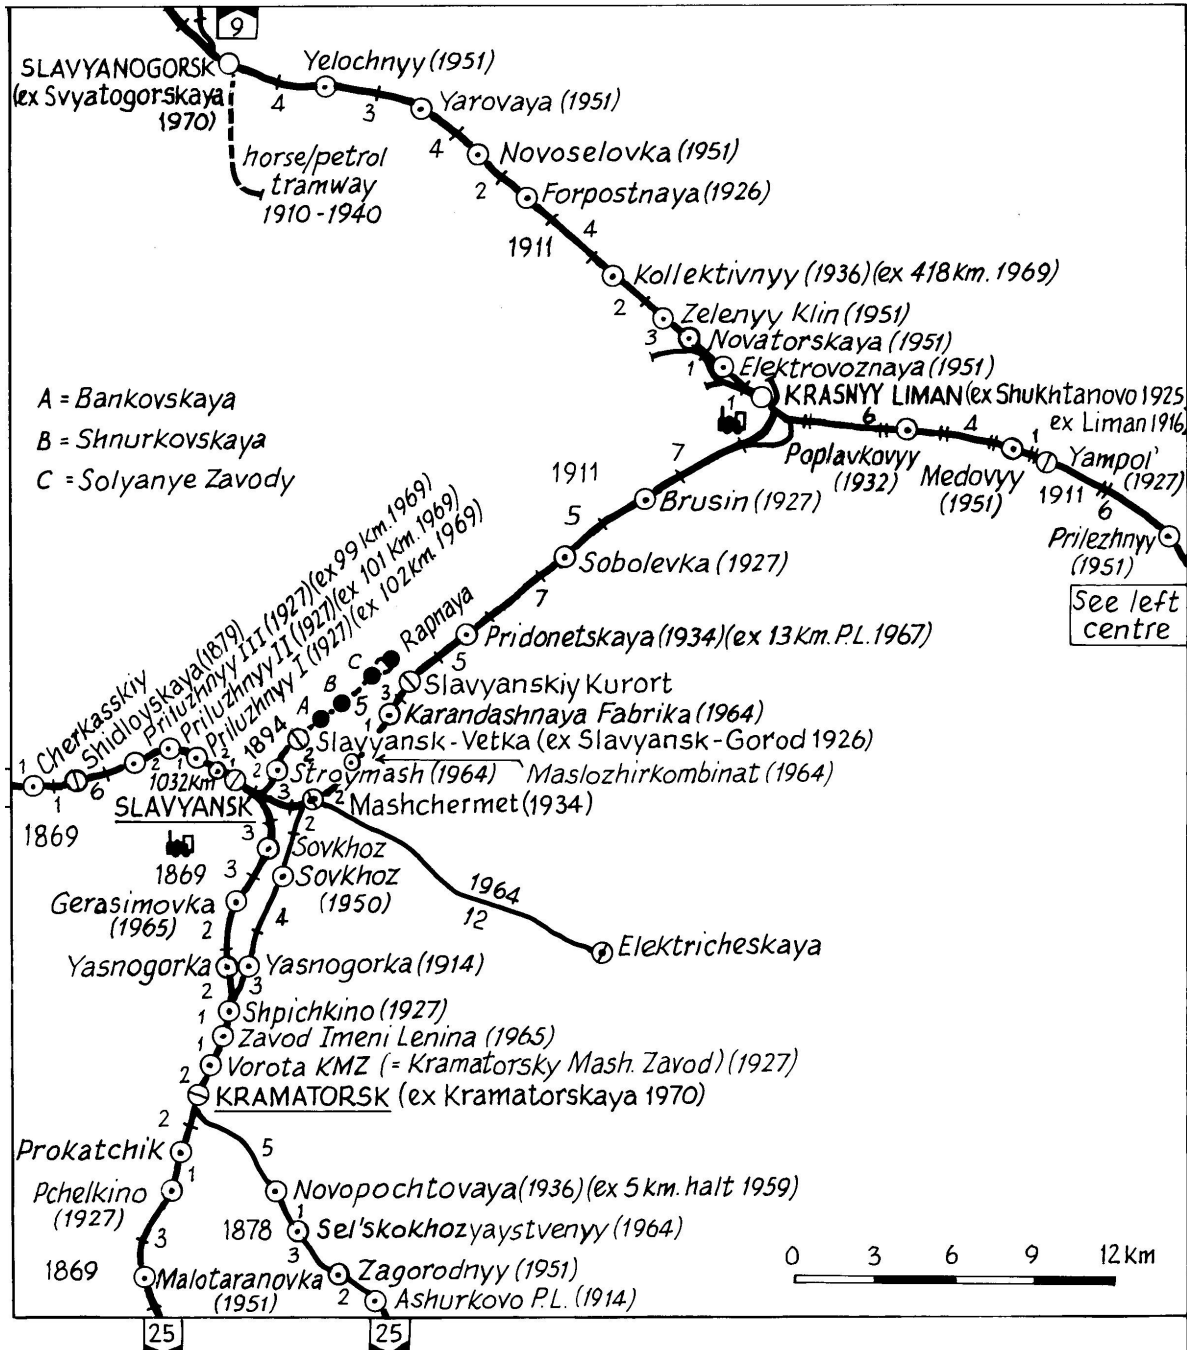 9
SLAVYANOGORSK
(ex Svyatogorskaya
1970)
Yelochnyy (1951)
4
3
Yarovaya (1951)
4
Novoselovka (1951)
2
Forpostnaya (1926)
horse/petrol
tramway
1910-1940
1911
4
Kollektivnyy (1936)(ex 418 Km. 1969)
2
Zelenyy Klin (1951)
3
Novatorskaya (1951)
1
Elektrovoznaya (1951)
1
KRASNYY LIMAN (ex Shukhtanovo 1925,
ex Liman 1916)
A = Bankovskaya
B = Shnurkovskaya
C = Solyanye Zavody
6
Poplavkovyy
(1932)
4
Medovyy
(1951)
1
Yampol'
(1927)
1911
6
Prilezhnyy
(1951)
See left
centre
7
1911
Brusin (1927)
5
Sobolevka (1927)
7
Pridonetskaya (1934)(ex 13 Km. P.L. 1967)
5
Slavyanskiy Kurort
3
Karandashnaya Fabrika (1964)
1
Rapnaya
C
B
5
A
Slavyansk-Vetka (ex Slavyansk-Gorod 1926)
1894
2
2
Stroymash (1964)
Maslozhirkombinat (1964)
Cherkasskiy
Shidloyskaya (1879)
Priluzhnyy III (1927)(ex 99 Km. 1969)
Priluzhnyy II (1927)(ex 101 Km. 1969)
Priluzhnyy I (1927)(ex 102 Km. 1969)
1
1
6
2
1
2
1032Km
1869
SLAVYANSK
3
2
Mashchermet (1934)
2
3
Sovkhoz
1869
Sovkhoz
(1950)
3
Gerasimovka
(1965)
4
2
1964
12
Elektricheskaya
Yasnogorka
Yasnogorka (1914)
2
3
Shpichkino (1927)
1
Zavod Imeni Lenina (1965)
1
Vorota KMZ (= Kramatorsky Mash. Zavod) (1927)
2
KRAMATORSK (ex Kramatorskaya 1970)
2
5
Prokatchik
1
Pchelkino
(1927)
Novopochtovaya (1936)(ex 5 km. halt 1959)
1
1878
Sel'skokhozyaystvenyy (1964)
3
3
1869
Malotaranovka
(1951)
Zagorodnyy (1951)
2
Ashurkovo P.L. (1914)
0 3 6 9 12 Km
25
25